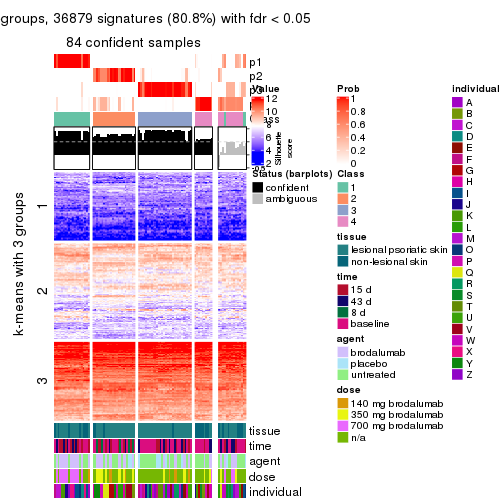 groups, 36879 signatures (80.8%) with fdr < 0.05
84 confident samples
p1
p2
p3
Class
Value
12
10
8
6
4
2
Silhouette
score
Prob
1
0.8
0.6
0.4
0.2
0
individual
A
B
C
D
E
F
G
H
I
J
K
L
M
O
P
Q
R
S
T
U
V
W
X
Y
Z
Status (barplots)
confident
ambiguous
Class
1
2
3
4
tissue
lesional psoriatic skin
non-lesional skin
time
15 d
43 d
8 d
baseline
agent
brodalumab
placebo
untreated
dose
140 mg brodalumab
350 mg brodalumab
700 mg brodalumab
n/a
k-means with 3 groups
1
2
3
tissue
time
agent
dose
individual